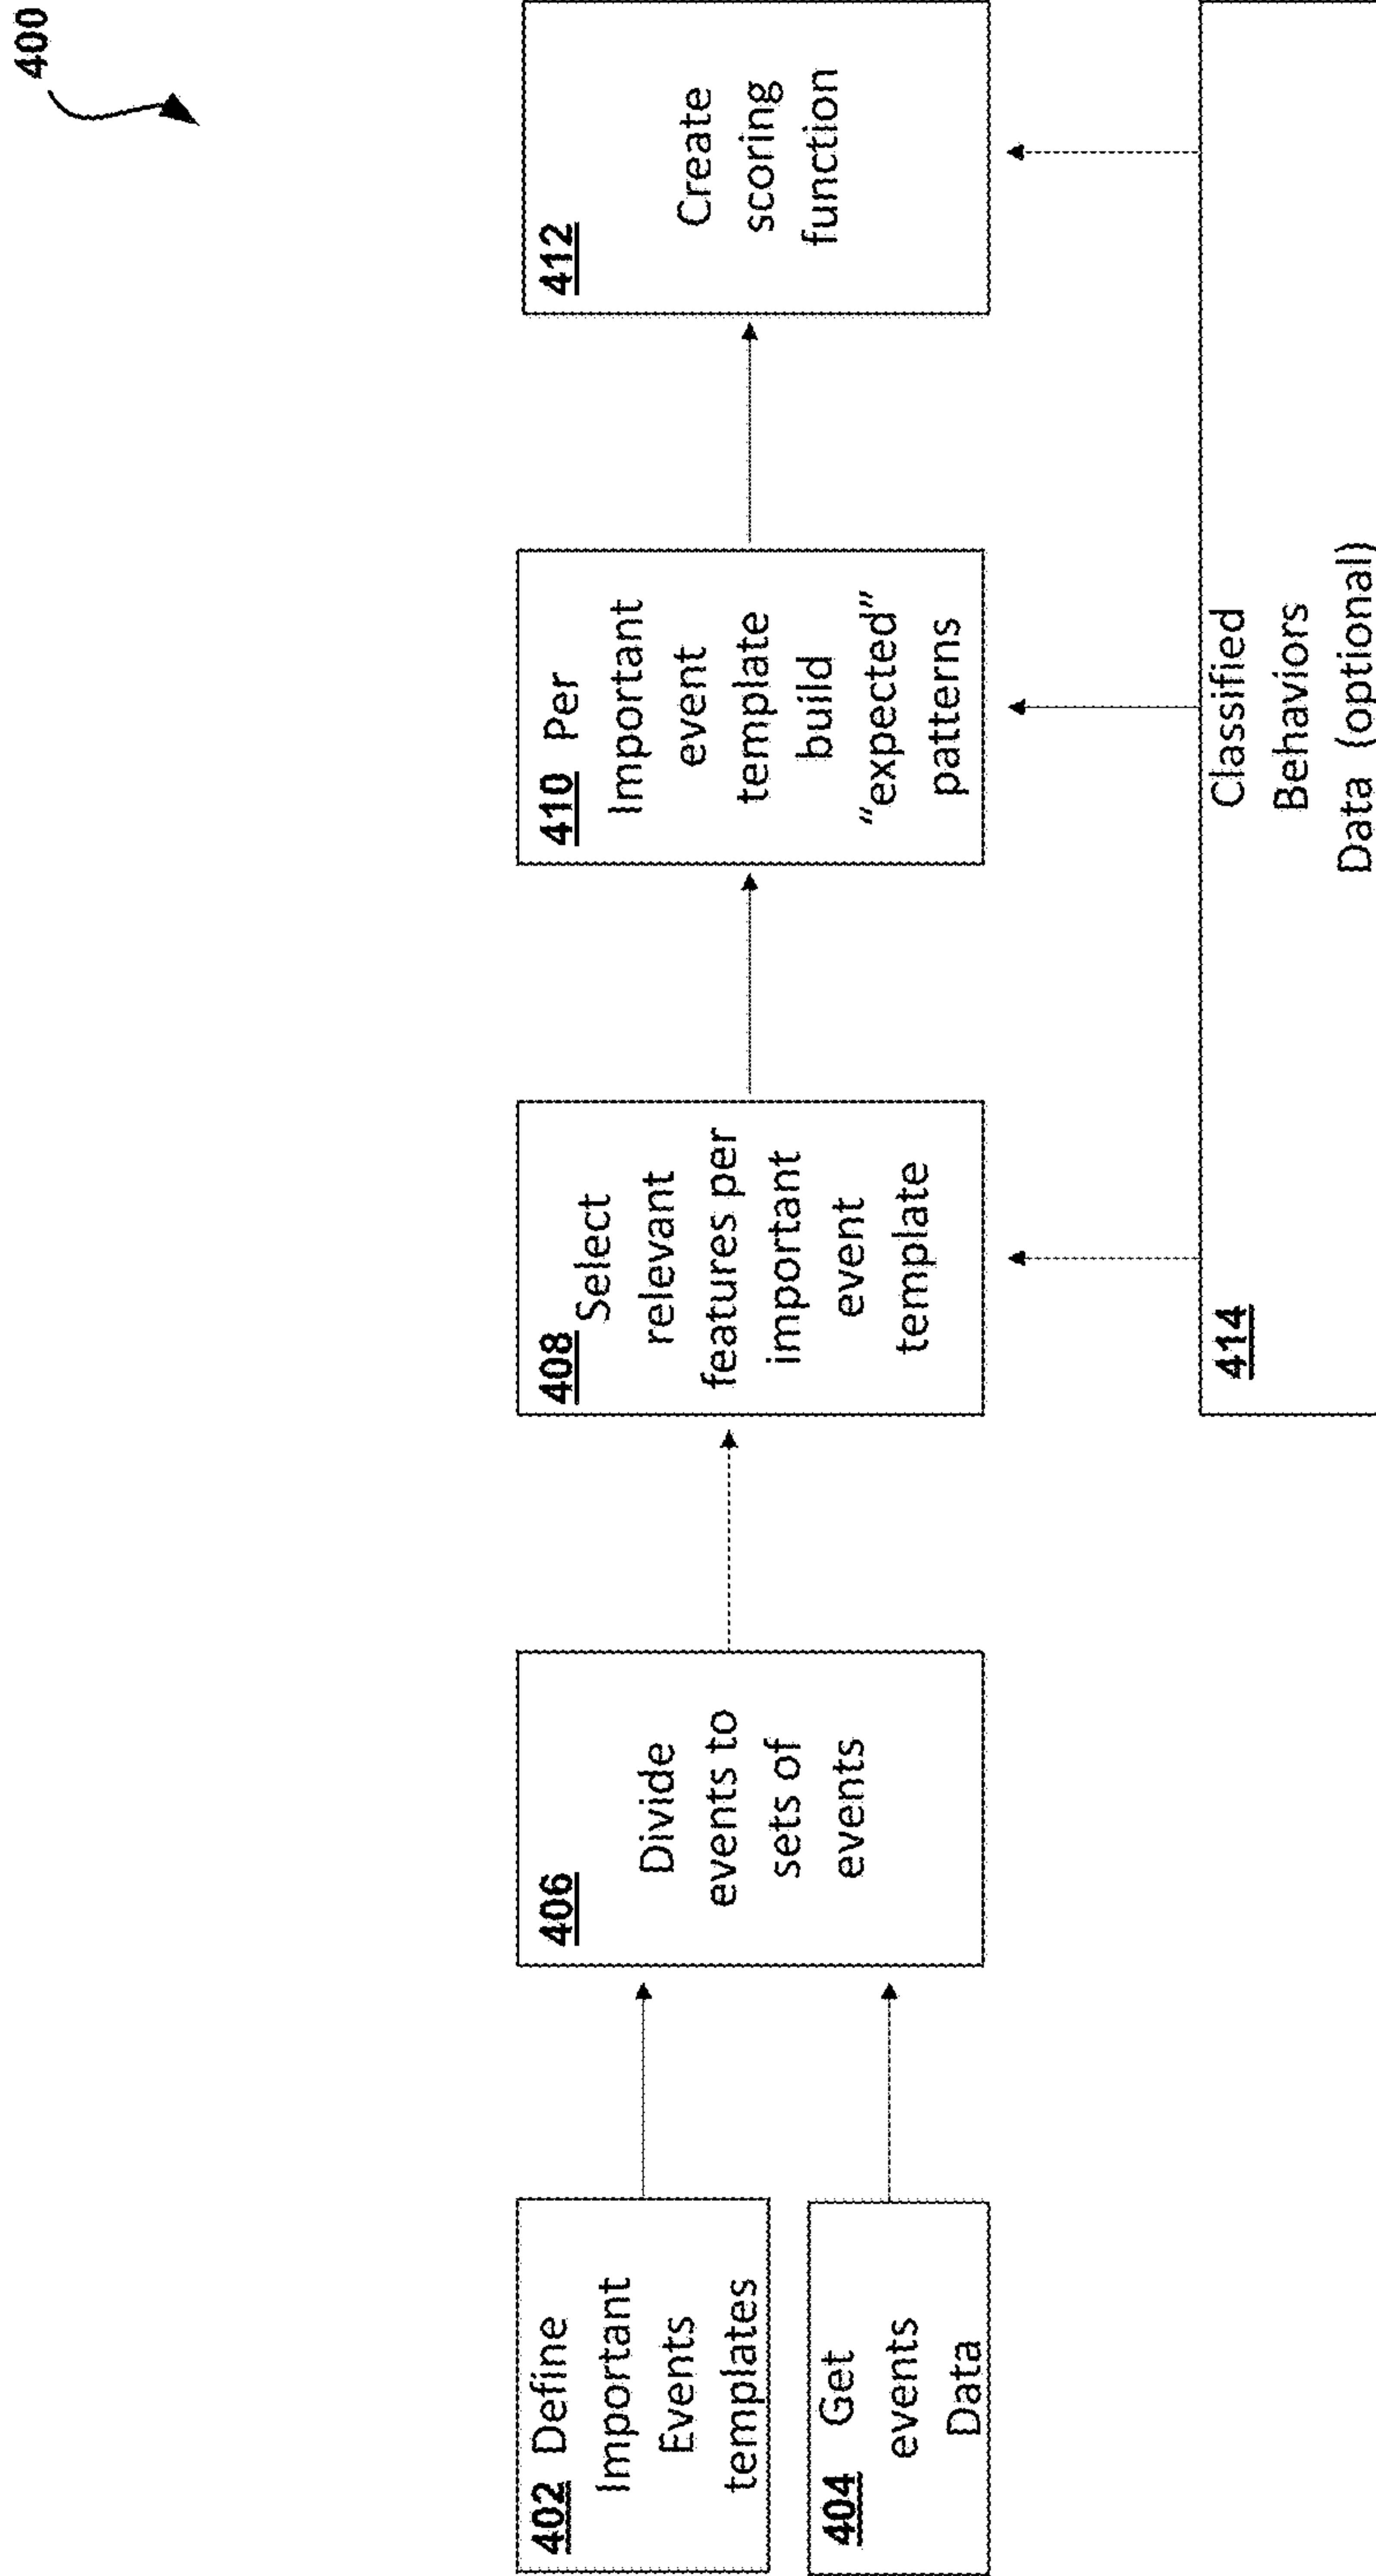 400
402 Define
Important
Events
templates
404 Get
events
Data
406
Divide
events to
sets of
events
408
Select
relevant
features per
important
event
template
410 Per
Important
event
template
build
“expected”
patterns
412
Create
scoring
function
414
Classified
Behaviors
Data (optional)